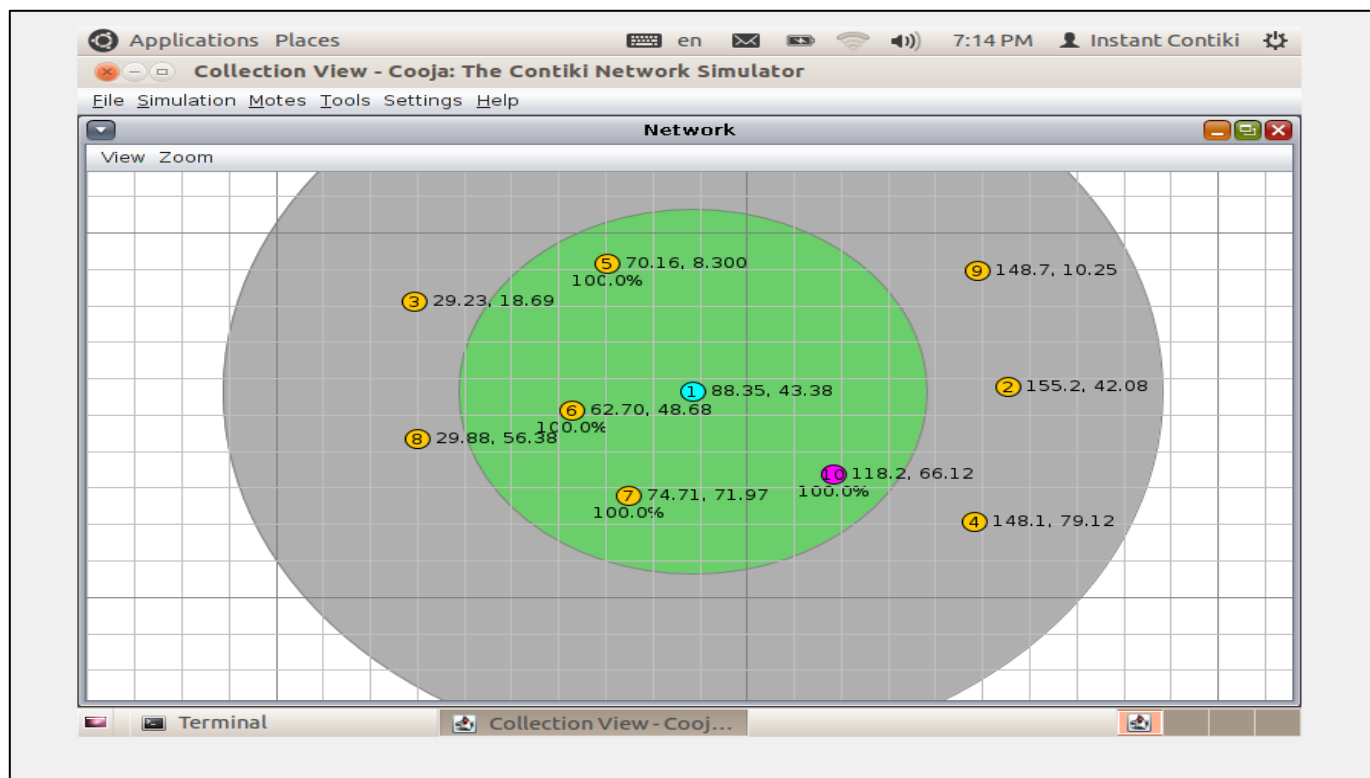 Applications Places en 7:14 PM Instant Contiki
Collection View - Cooja: The Contiki Network Simulator
File Simulation Motes Tools Settings Help
Network
View Zoom
5 70.16, 8.300
100.0%
9 148.7, 10.25
3 29.23, 18.69
2 155.2, 42.08
1 88.35, 43.38
6 62.70, 48.68
100.0%
8 29.88, 56.38
10 118.2, 66.12
100.0%
7 74.71, 71.97
100.0%
4 148.1, 79.12
Terminal Collection View - Cooj...